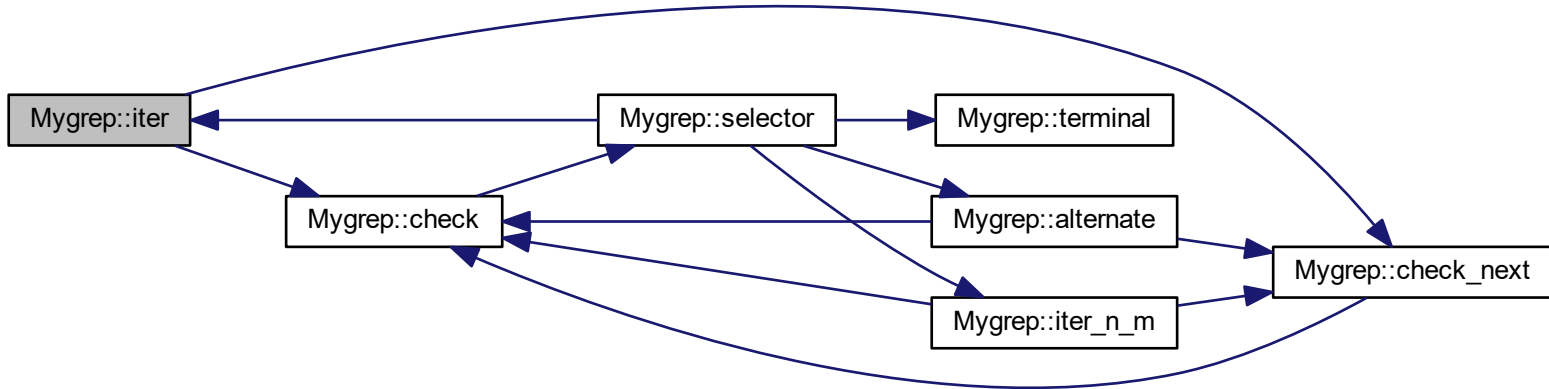 Mygrep::iter
Mygrep::selector
Mygrep::terminal
Mygrep::check
Mygrep::alternate
Mygrep::check_next
Mygrep::iter_n_m